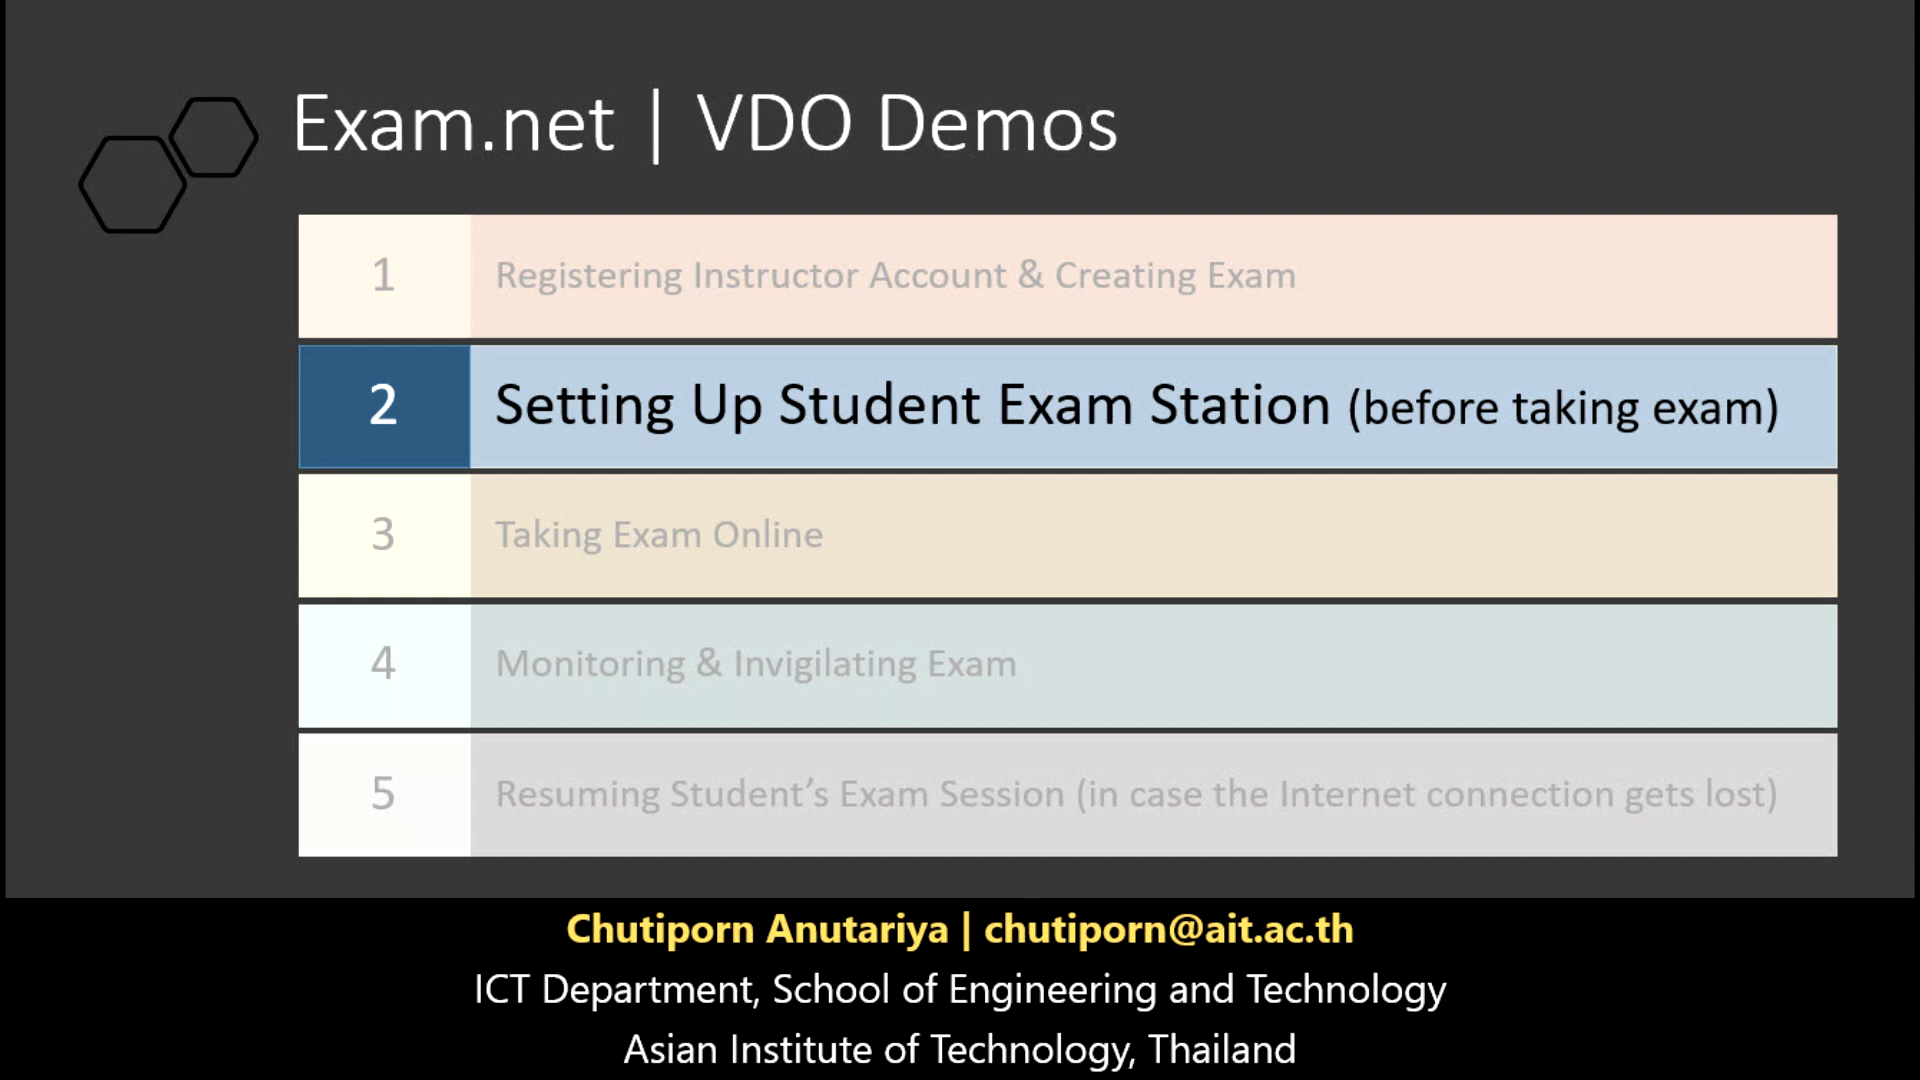 Exam.net | VDO Demos
1 Registering Instructor Account & Creating Exam
2 Setting Up Student Exam Station (before taking exam)
3 Taking Exam Online
4 Monitoring & Invigilating Exam
5 Resuming Student’s Exam Session (in case the Internet connection gets lost)
Chutiporn Anutariya | chutiporn@ait.ac.th
ICT Department, School of Engineering and Technology
Asian Institute of Technology, Thailand